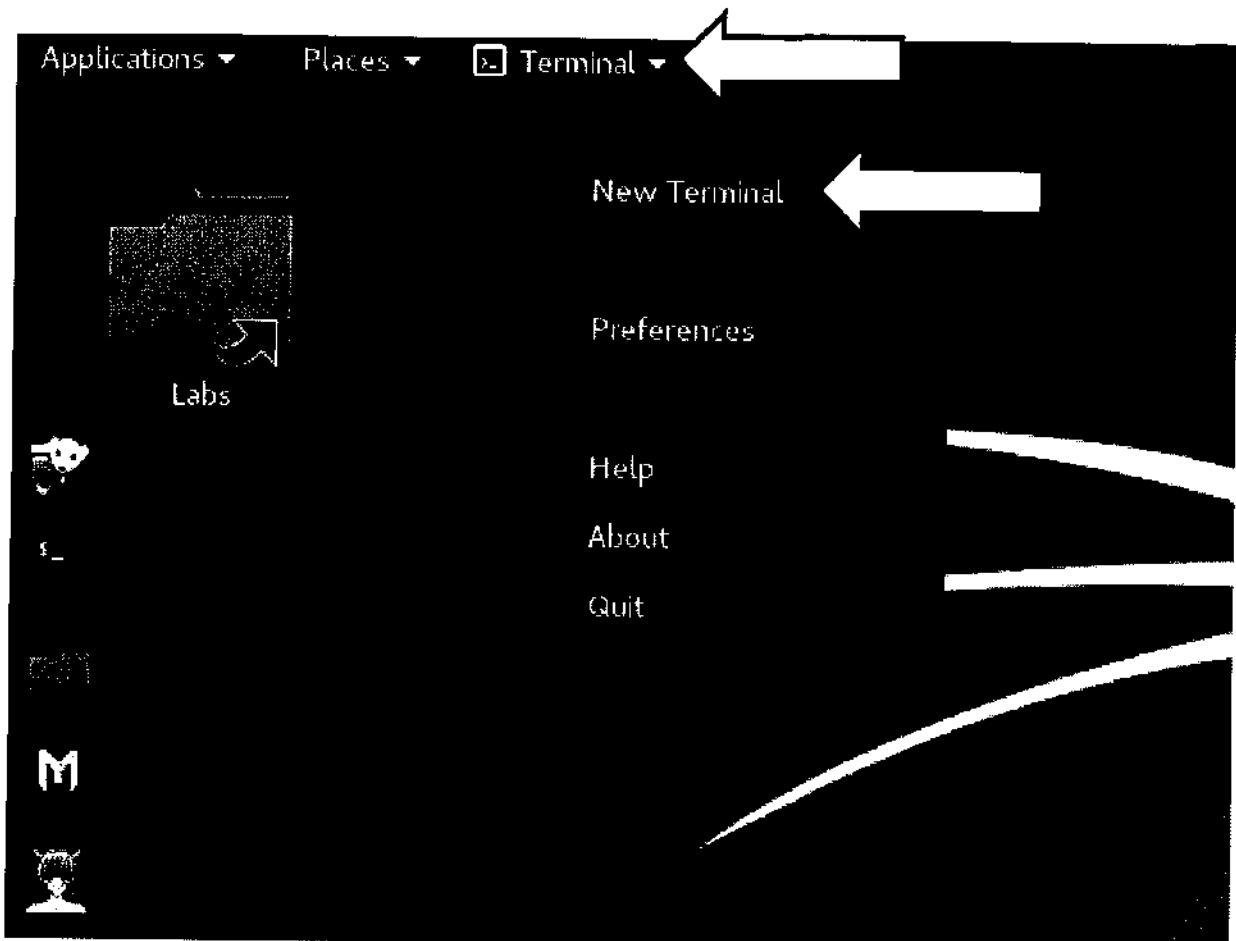 Applications Places Terminal
New Terminal
Preferences
Labs
Help
About
$_
Quit
M